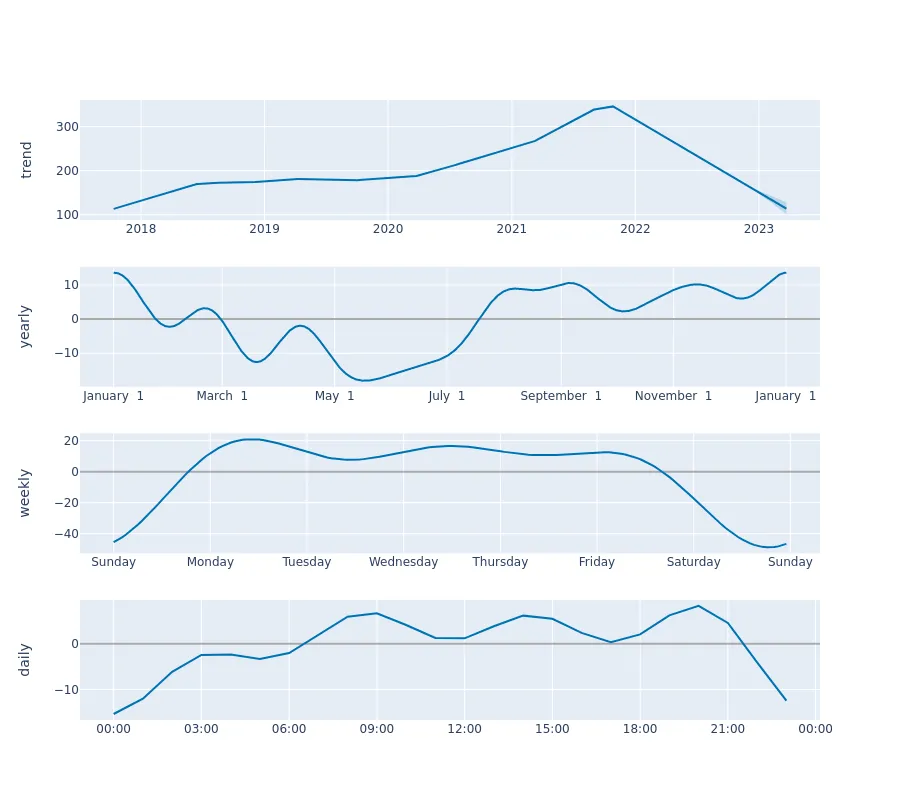 trend
300
200
100
2018 2019 2020 2021 2022 2023
yearly
10
0
−10
January 1 March 1 May 1 July 1 September 1 November 1 January 1
weekly
20
0
−20
−40
Sunday Monday Tuesday Wednesday Thursday Friday Saturday Sunday
daily
0
−10
00:00 03:00 06:00 09:00 12:00 15:00 18:00 21:00 00:00